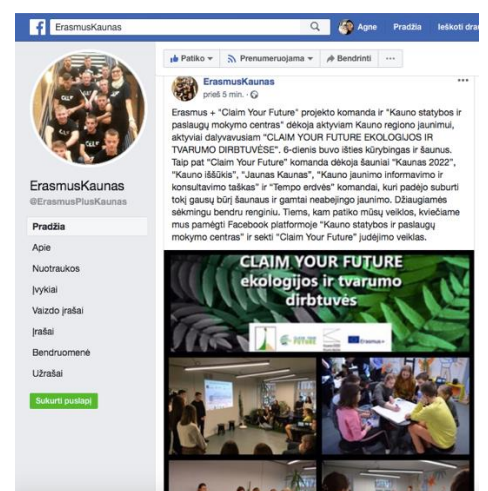 ErasmusKaunas
Agne
Pradžia
Ieškoti drau
Patiko
Prenumeruojama
Bendrinti
ErasmusKaunas
prieš 5 min.
Erasmus + "Claim Your Future" projekto komanda ir "Kauno statybos ir
paslaugų mokymo centras" dėkoja aktyviam Kauno regiono jaunimui,
aktyviai dalyvavusiam "CLAIM YOUR FUTURE EKOLOGIJOS IR
TVARUMO DIRBTUVĖSE". 6-dienis buvo išties kūrybingas ir šaunus.
Taip pat "Claim Your Future" komanda dėkoja šauniai "Kaunas 2022",
"Kauno iššūkis", "Jaunas Kaunas", "Kauno jaunimo informavimo ir
konsultavimo taškas" ir "Tempo erdvės" komandai, kuri padėjo suburti
tokį gausų būrį šaunaus ir gamtai neabejingo jaunimo. Džiaugiamės
sėkmingu bendru renginiu. Tiems, kam patiko mūsų veiklos, kviečiame
mus pamėgti Facebook platformoje "Kauno statybos ir paslaugų
mokymo centras" ir sekti "Claim Your Future" judėjimo veiklas.
ErasmusKaunas
@ErasmusPlusKaunas
Pradžia
Apie
Nuotraukos
Įvykiai
Vaizdo įrašai
Įrašai
Bendruomenė
Užrašai
Sukurti puslapį
CLAIM YOUR FUTURE
ekologijos ir tvarumo
dirbtuvės
Erasmus+